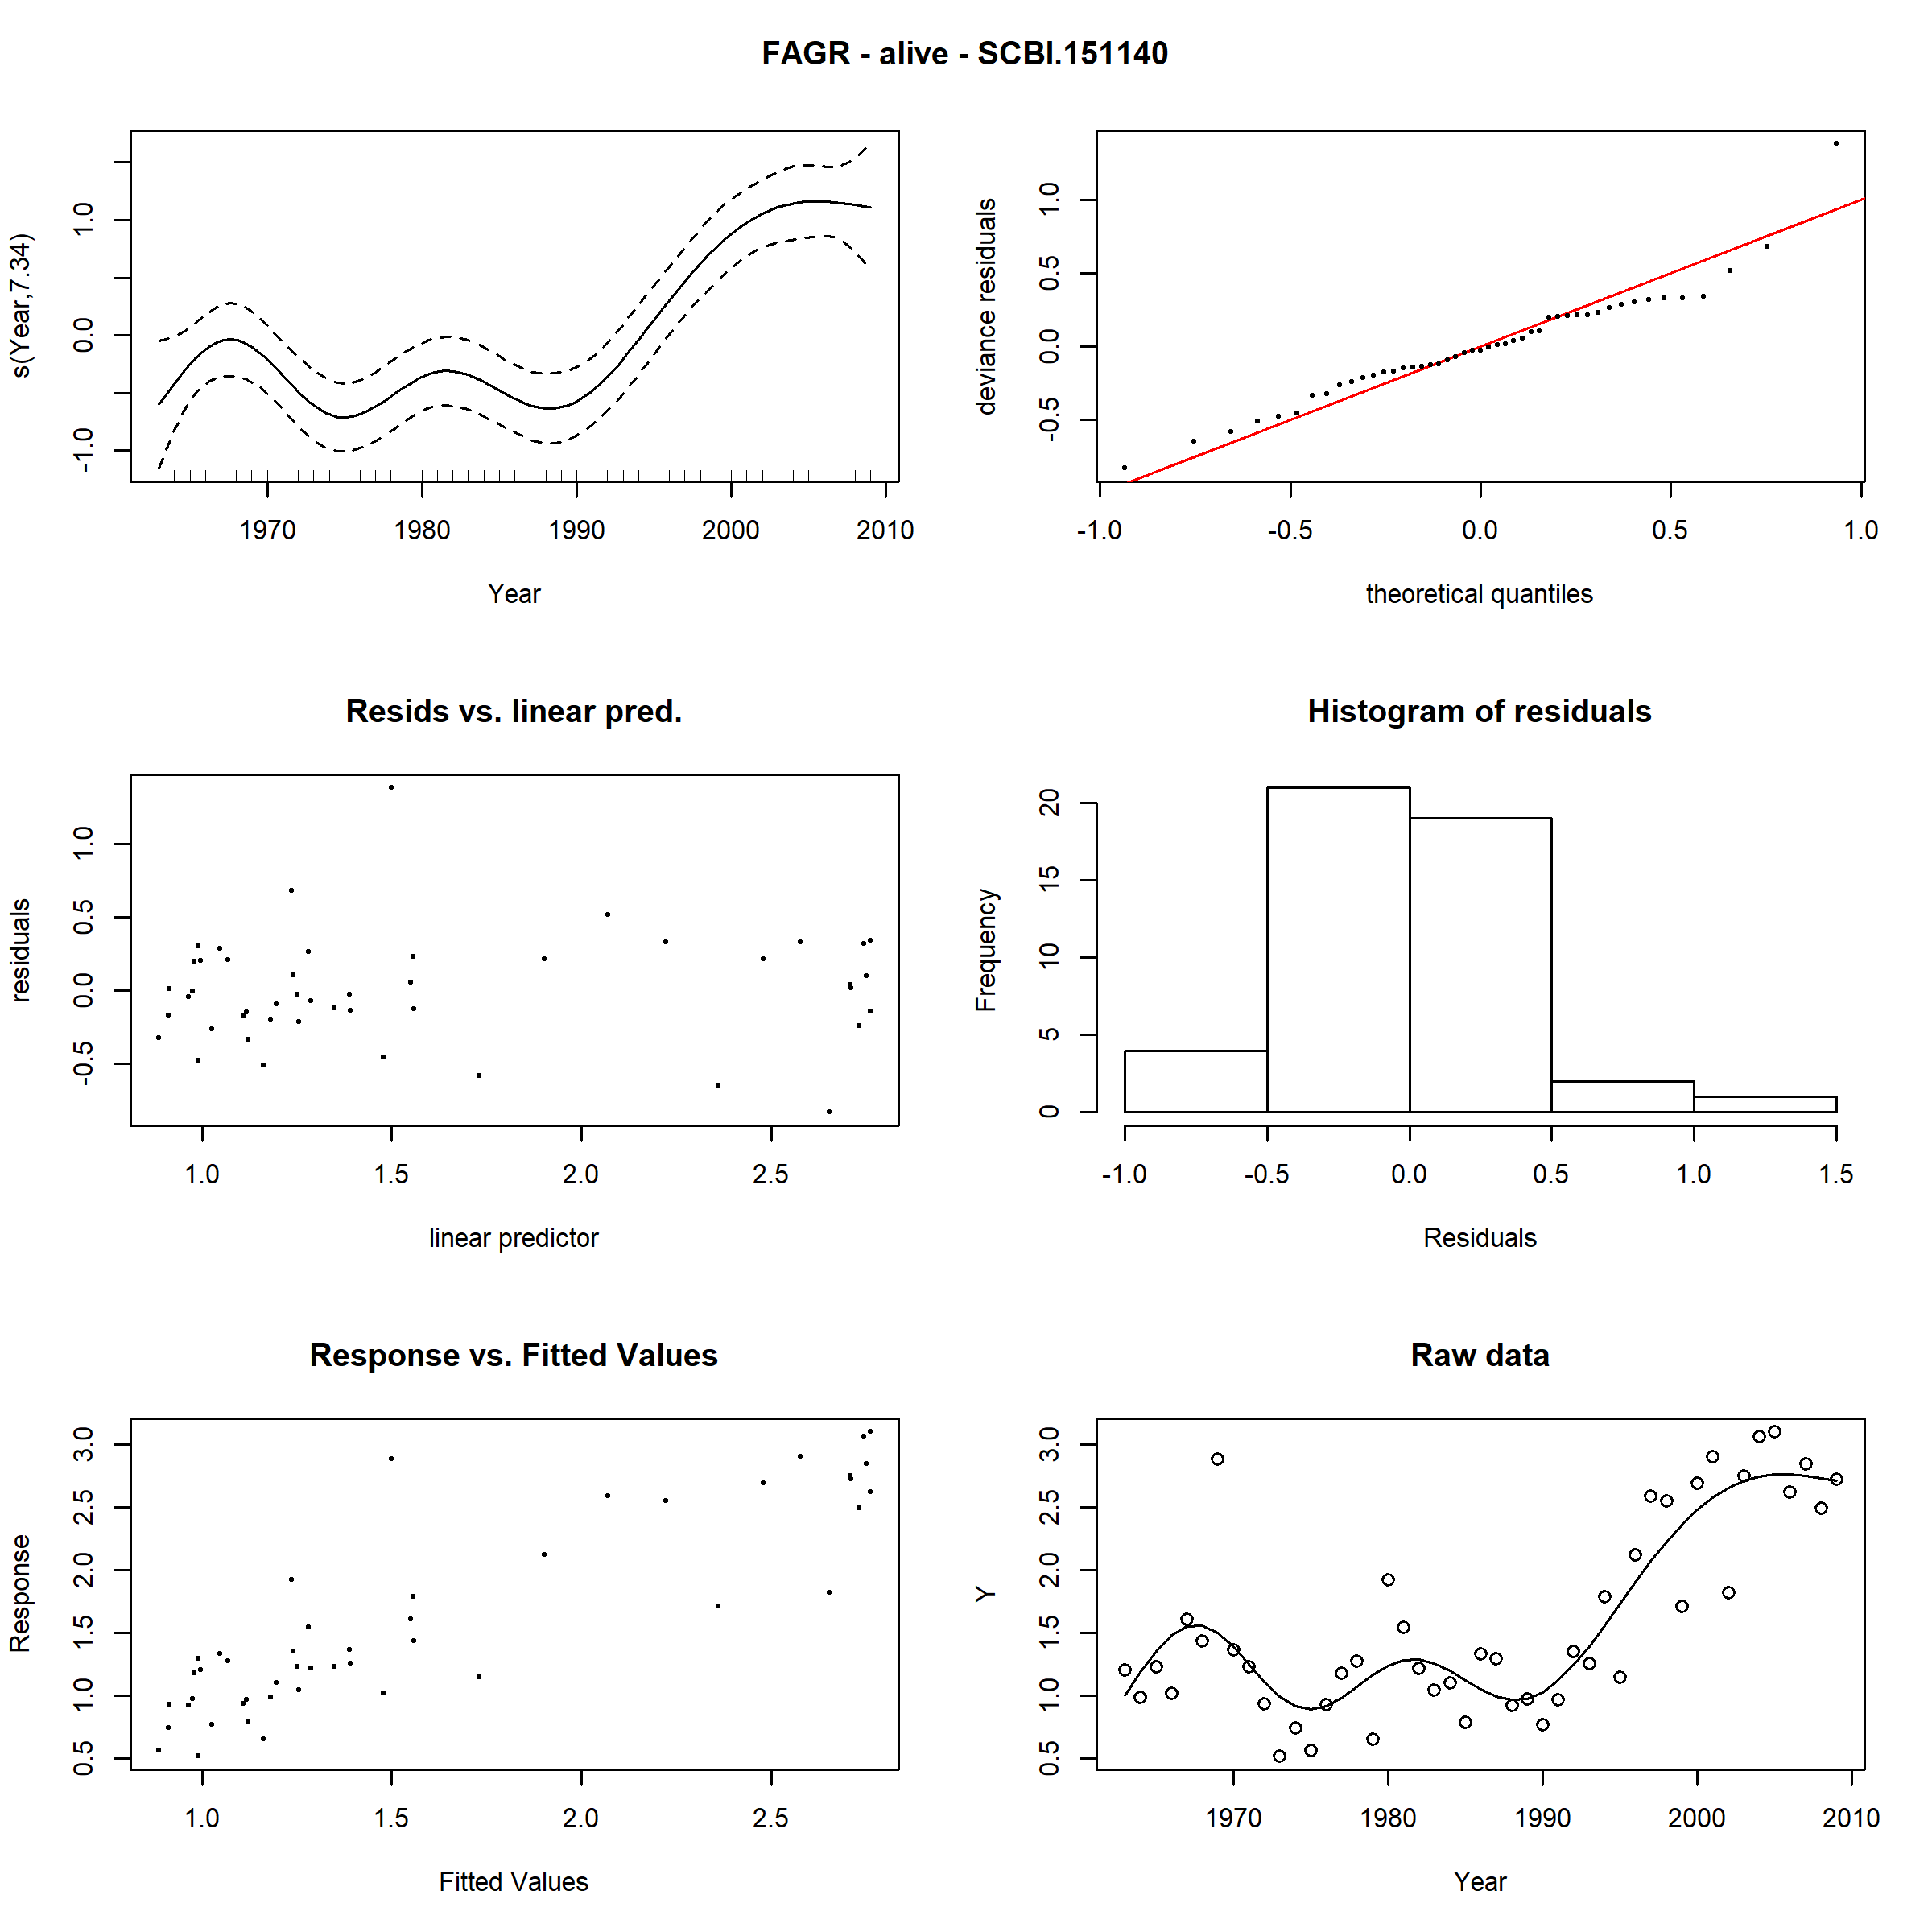 FAGR - alive - SCBI.151140
s(Year,7.34)
-1.0 0.0 1.0
1970 1980 1990 2000 2010
Year
deviance residuals
-0.5 0.0 0.5 1.0
-1.0 -0.5 0.0 0.5 1.0
theoretical quantiles
Resids vs. linear pred.
residuals
-0.5 0.0 0.5 1.0
1.0 1.5 2.0 2.5
linear predictor
Histogram of residuals
Frequency
0 5 10 15 20
-1.0 -0.5 0.0 0.5 1.0 1.5
Residuals
Response vs. Fitted Values
Response
0.5 1.0 1.5 2.0 2.5 3.0
1.0 1.5 2.0 2.5
Fitted Values
Raw data
Y
0.5 1.0 1.5 2.0 2.5 3.0
1970 1980 1990 2000 2010
Year